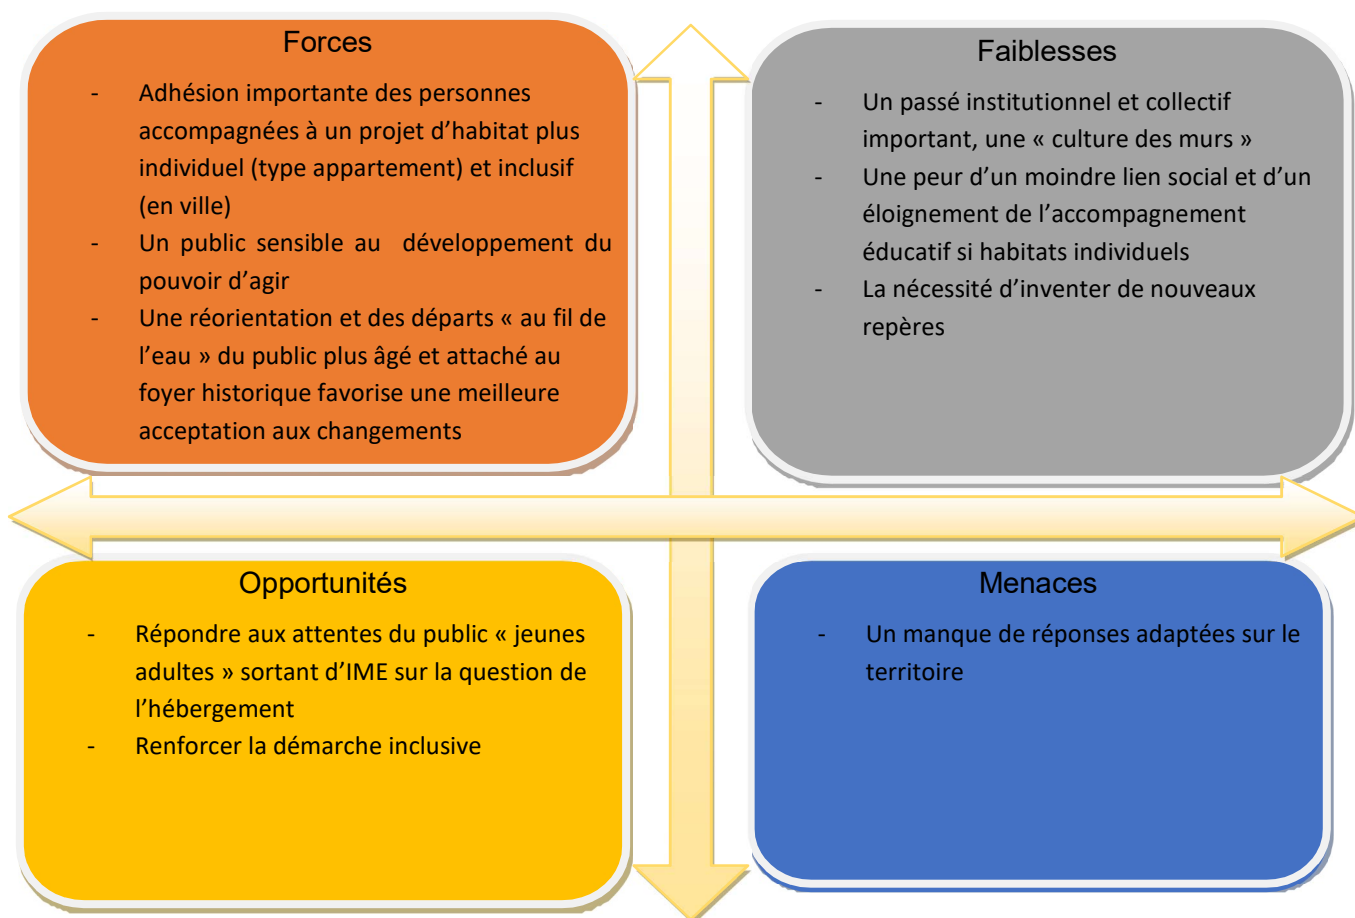 Forces
- Adhésion importante des personnes
accompagnées à un projet d’habitat plus
individuel (type appartement) et inclusif
(en ville)
- Un public sensible au développement du
pouvoir d’agir
- Une réorientation et des départs « au fil de
l’eau » du public plus âgé et attaché au
foyer historique favorise une meilleure
acceptation aux changements
Faiblesses
- Un passé institutionnel et collectif
important, une « culture des murs »
- Une peur d’un moindre lien social et d’un
éloignement de l’accompagnement
éducatif si habitats individuels
- La nécessité d’inventer de nouveaux
repères
Opportunités
- Répondre aux attentes du public « jeunes
adultes » sortant d’IME sur la question de
l’hébergement
- Renforcer la démarche inclusive
Menaces
- Un manque de réponses adaptées sur le
territoire